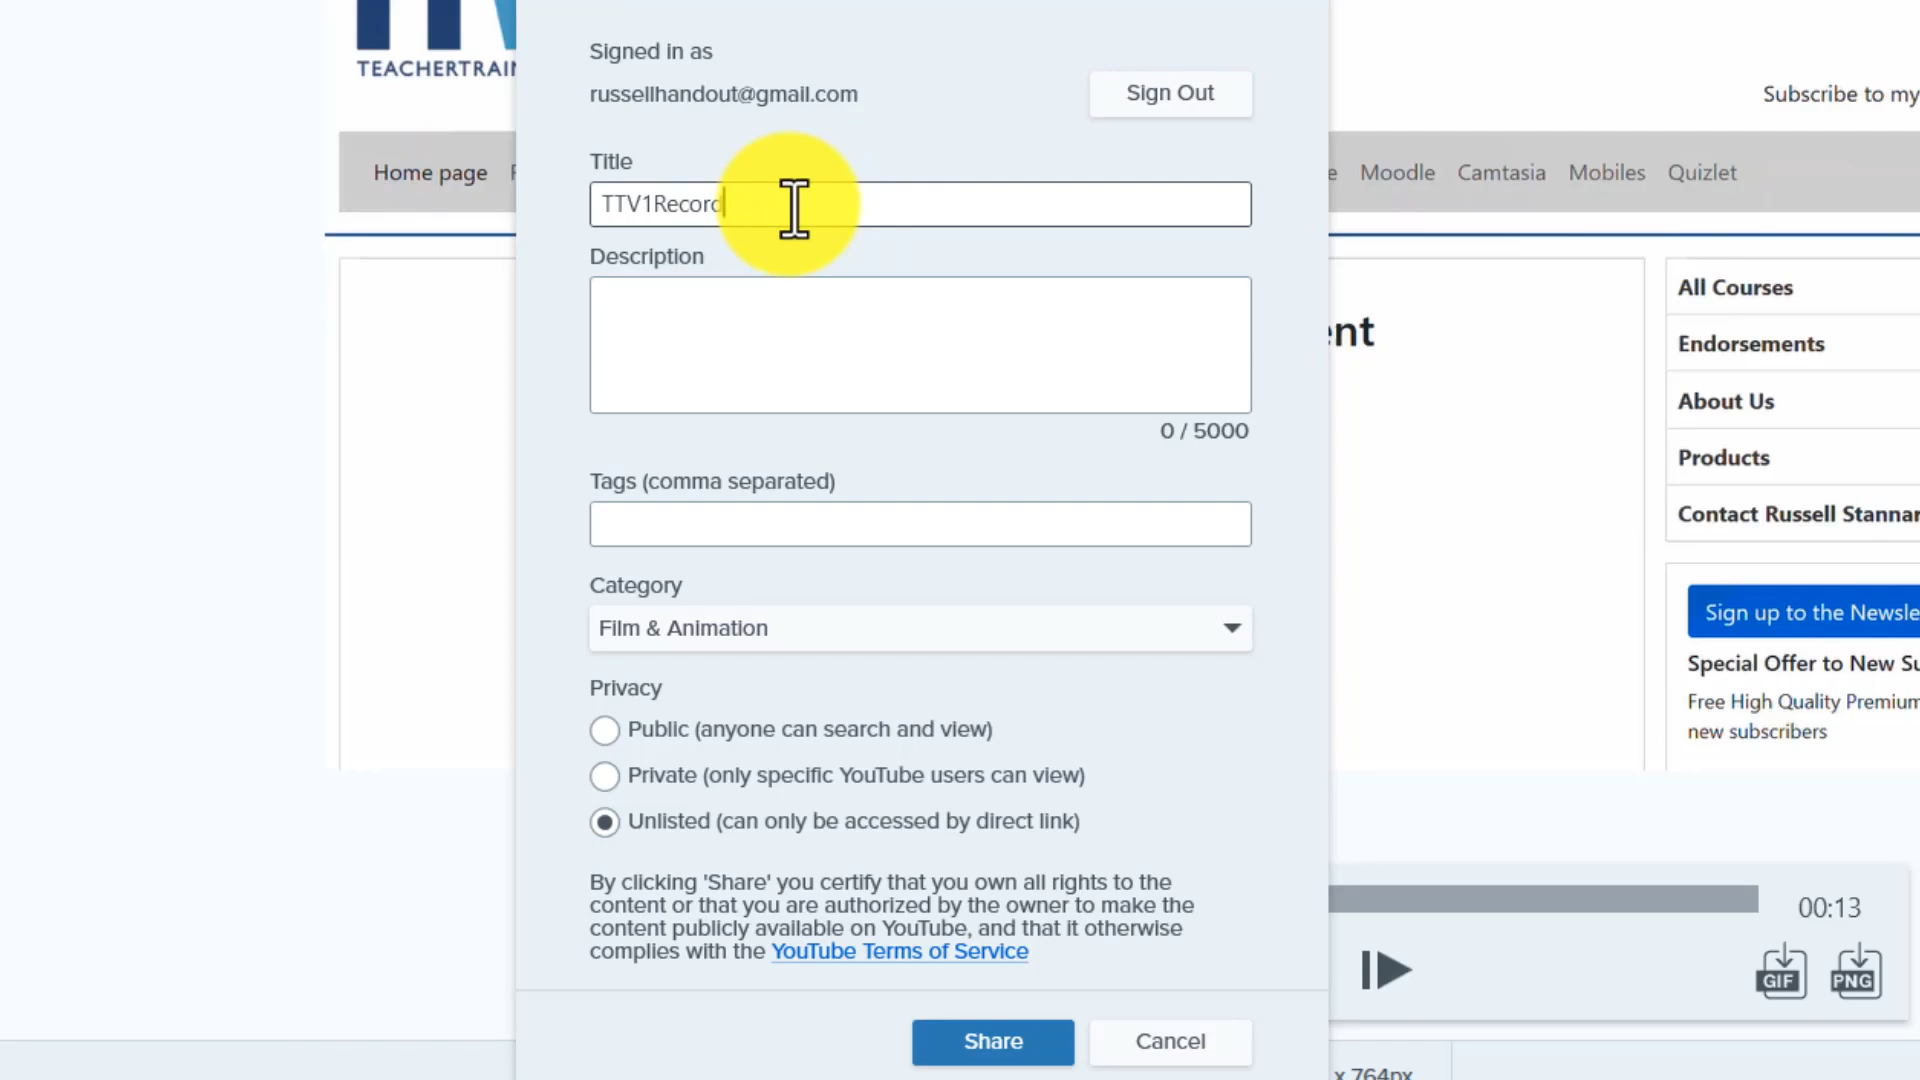 TEACHERTRAI
Signed in as
russellhandout@gmail.com
Sign Out
Subscribe to my
Home page
Moodle
Camtasia
Mobiles
Quizlet
Title
TTV1Record
Description
0 / 5000
ent
All Courses
Endorsements
About Us
Products
Contact Russell Stannar
Tags (comma separated)
Category
Film & Animation
Sign up to the Newsle
Special Offer to New Su
Free High Quality Premium
new subscribers
Privacy
Public (anyone can search and view)
Private (only specific YouTube users can view)
Unlisted (can only be accessed by direct link)
By clicking 'Share' you certify that you own all rights to the
content or that you are authorized by the owner to make the
content publicly available on YouTube, and that it otherwise
complies with the YouTube Terms of Service
00:13
GIF
PNG
Share
Cancel
x 764px